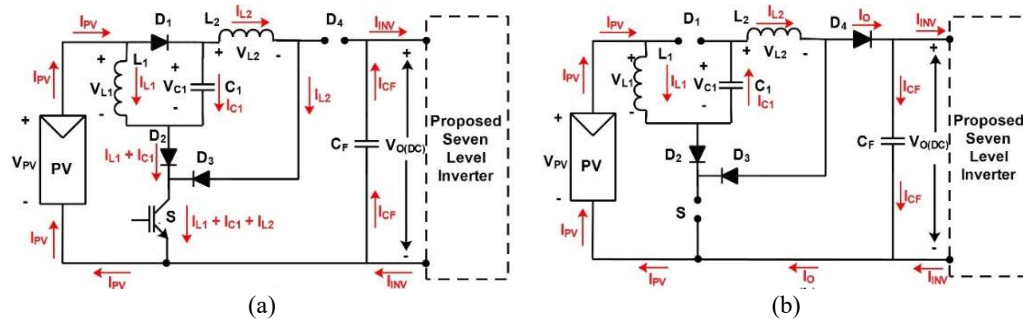 D1
L2
IL2
D4
IINV
+
-
+
IPV
+
L1
IL1
+
VC1
-
C1
IC1
VL2
IL2
ICF
VL1
-
D2
D3
IL1 + IC1
CF
VO(DC)
Proposed
Seven
Level
Inverter
+
VPV
-
PV
S
IL1 + IC1 + IL2
ICF
IPV
-
IPV
IINV
(a)
D1
L2
IL2
D4
IO
IINV
+
-
+
IPV
+
L1
IL1
+
VC1
-
C1
IC1
VL2
ICF
VL1
-
D2
D3
CF
VO(DC)
Proposed
Seven
Level
Inverter
+
VPV
-
PV
S
ICF
IPV
-
IPV
IO
IINV
(b)